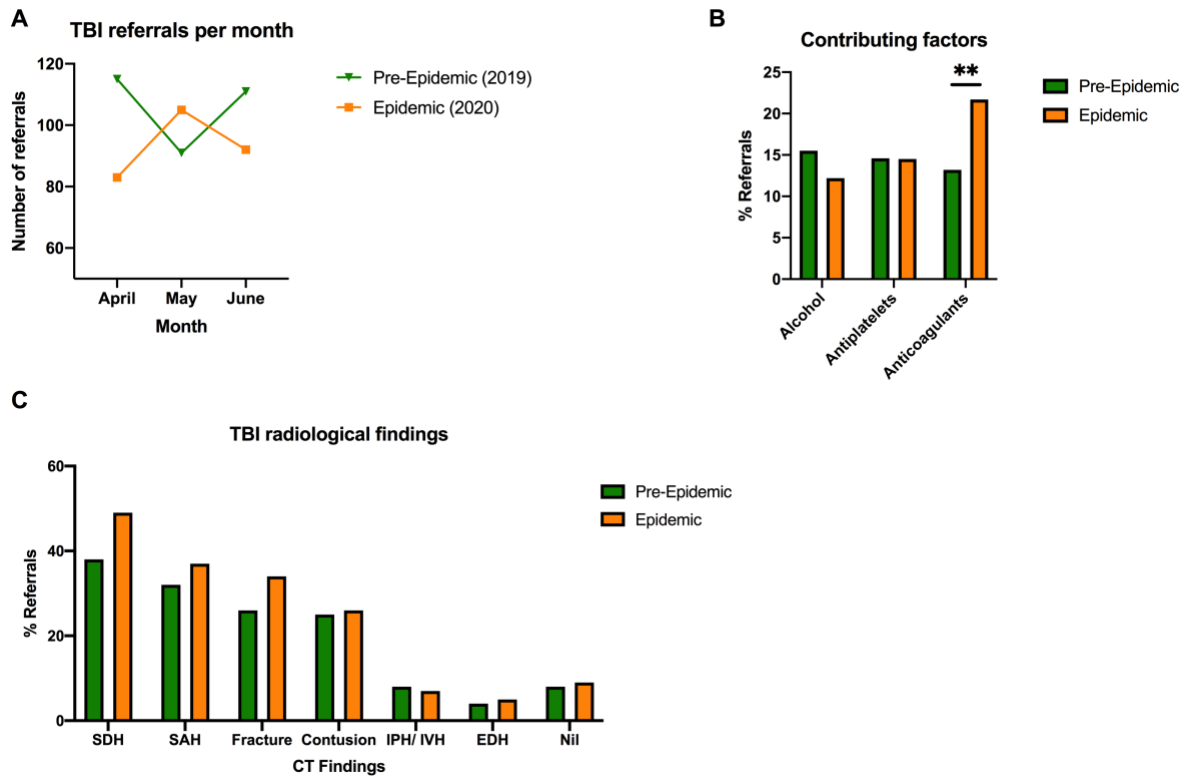 A
TBI referrals per month
Number of referrals
120
100
80
60
April May June
Month
Pre-Epidemic (2019)
Epidemic (2020)
B
Contributing factors
% Referrals
25
20
15
10
5
0
**
Alcohol
Antiplatelets
Anticoagulants
Pre-Epidemic
Epidemic
C
TBI radiological findings
% Referrals
60
40
20
0
SDH SAH Fracture Contusion IPH/ IVH EDH Nil
CT Findings
Pre-Epidemic
Epidemic